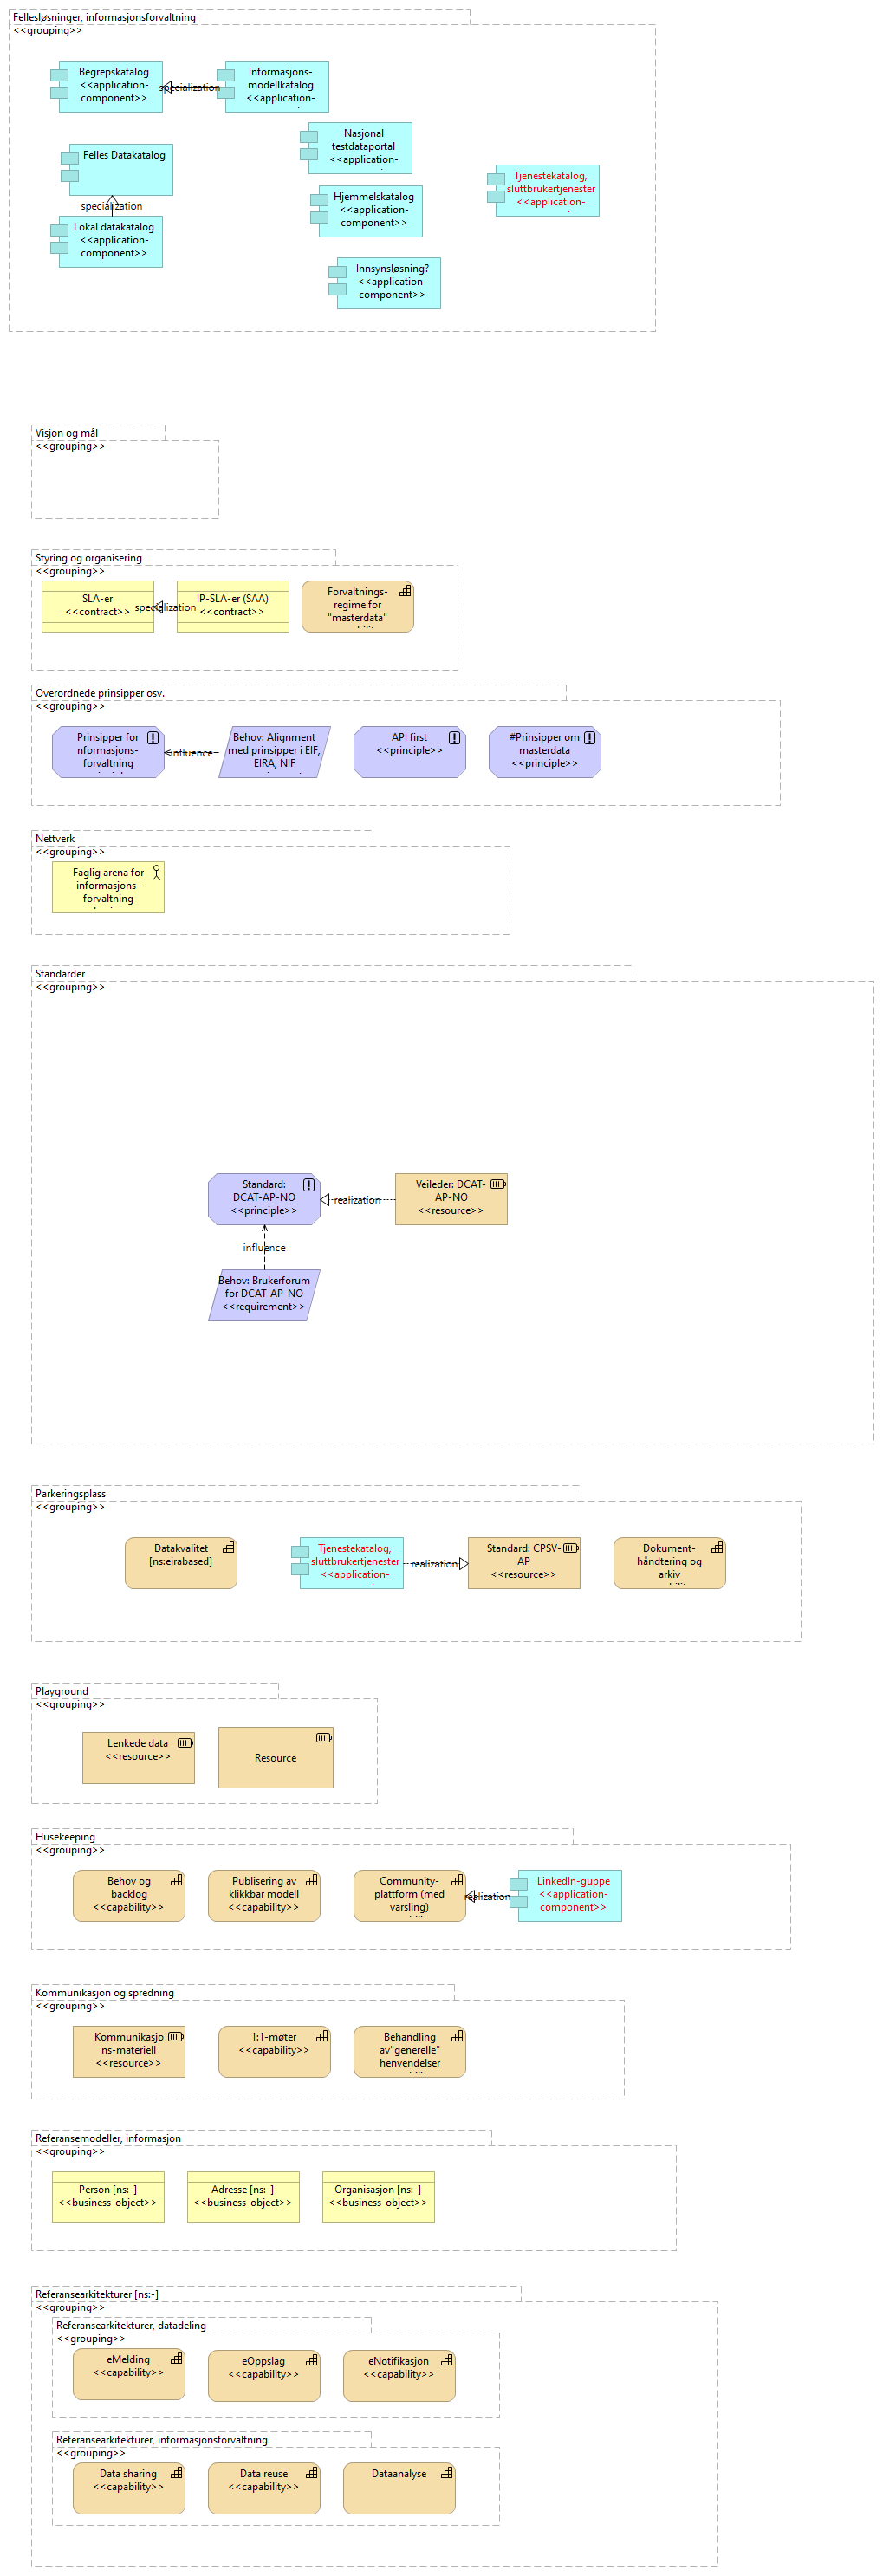 Fellesløsninger, informasjonsforvaltning
<<grouping>>
Begrepskatalog
<<application-
component>>
specialization
Informasjons-
modellkatalog
<<application-
Nasjonal
testdataportal
<<application-
Felles Datakatalog
Tjenestekatalog,
sluttbrukertjenester
<<application-
Hjemmelskatalog
<<application-
component>>
specialization
Lokal datakatalog
<<application-
component>>
Innsynsløsning?
<<application-
component>>
Visjon og mål
<<grouping>>
Styring og organisering
<<grouping>>
SLA-er
<<contract>>
specialization
IP-SLA-er (SAA)
<<contract>>
Forvaltnings-
regime for
"masterdata"
Overordnede prinsipper osv.
<<grouping>>
Prinsipper for
nformasjons-
forvaltning
influence
Behov: Alignment
med prinsipper i EIF,
EIRA, NIF
API first
<<principle>>
#Prinsipper om
masterdata
<<principle>>
Nettverk
<<grouping>>
Faglig arena for
informasjons-
forvaltning
Standarder
<<grouping>>
Standard:
DCAT-AP-NO
<<principle>>
realization
Veileder: DCAT-
AP-NO
<<resource>>
influence
Behov: Brukerforum
for DCAT-AP-NO
<<requirement>>
Parkeringsplass
<<grouping>>
Datakvalitet
[ns:eirabased]
Tjenestekatalog,
sluttbrukertjenester
<<application-
realization
Standard: CPSV-
AP
<<resource>>
Dokument-
håndtering og
arkiv
Playground
<<grouping>>
Lenkede data
<<resource>>
Resource
Husekeeping
<<grouping>>
Behov og
backlog
<<capability>>
Publisering av
klikkbar modell
<<capability>>
Community-
plattform (med
varsling)
realization
LinkedIn-guppe
<<application-
component>>
Kommunikasjon og spredning
<<grouping>>
Kommunikasjo
ns-materiell
<<resource>>
1:1-møter
<<capability>>
Behandling
av"generelle"
henvendelser
Referansemodeller, informasjon
<<grouping>>
Person [ns:-]
<<business-object>>
Adresse [ns:-]
<<business-object>>
Organisasjon [ns:-]
<<business-object>>
Referansearkitekturer [ns:-]
<<grouping>>
Referansearkitekturer, datadeling
<<grouping>>
eMelding
<<capability>>
eOppslag
<<capability>>
eNotifikasjon
<<capability>>
Referansearkitekturer, informasjonsforvaltning
<<grouping>>
Data sharing
<<capability>>
Data reuse
<<capability>>
Dataanalyse